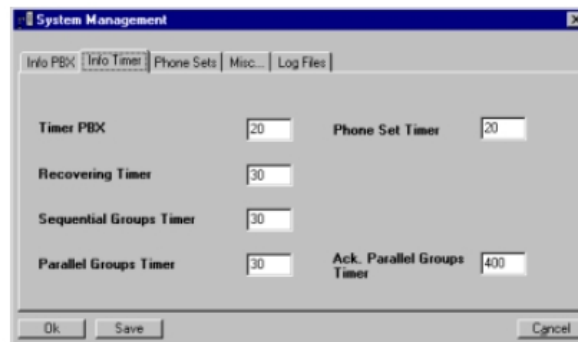 System Management
Info PBX Info Timer Phone Sets Misc... Log Files
Timer PBX 20 Phone Set Timer 20
Recovering Timer 30
Sequential Groups Timer 30
Parallel Groups Timer 30 Ack. Parallel Groups
Timer 400
Ok Save Cancel